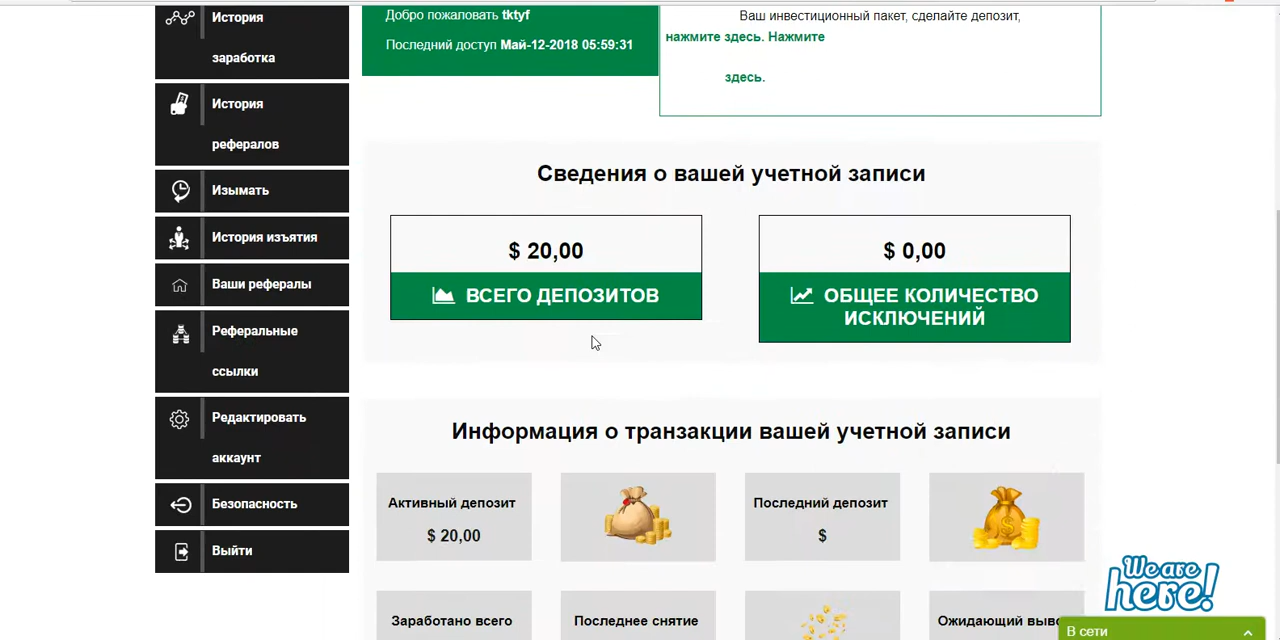 История
заработка
История
рефералов
Изымать
История изъятия
Ваши рефералы
Реферальные
ссылки
Редактировать
аккаунт
Безопасность
Выйти
Добро пожаловать tktyf
Последний доступ Май-12-2018 05:59:31
Ваш инвестиционный пакет, сделайте депозит,
нажмите здесь. Нажмите
здесь.
Сведения о вашей учетной записи
$ 20,00
ВСЕГО ДЕПОЗИТОВ
$ 0,00
ОБЩЕЕ КОЛИЧЕСТВО
ИСКЛЮЧЕНИЙ
Информация о транзакции вашей учетной записи
Активный депозит
$ 20,00
Последний депозит
$
Заработано всего
Последнее снятие
Ожидающий выво
We are
here!
В сети